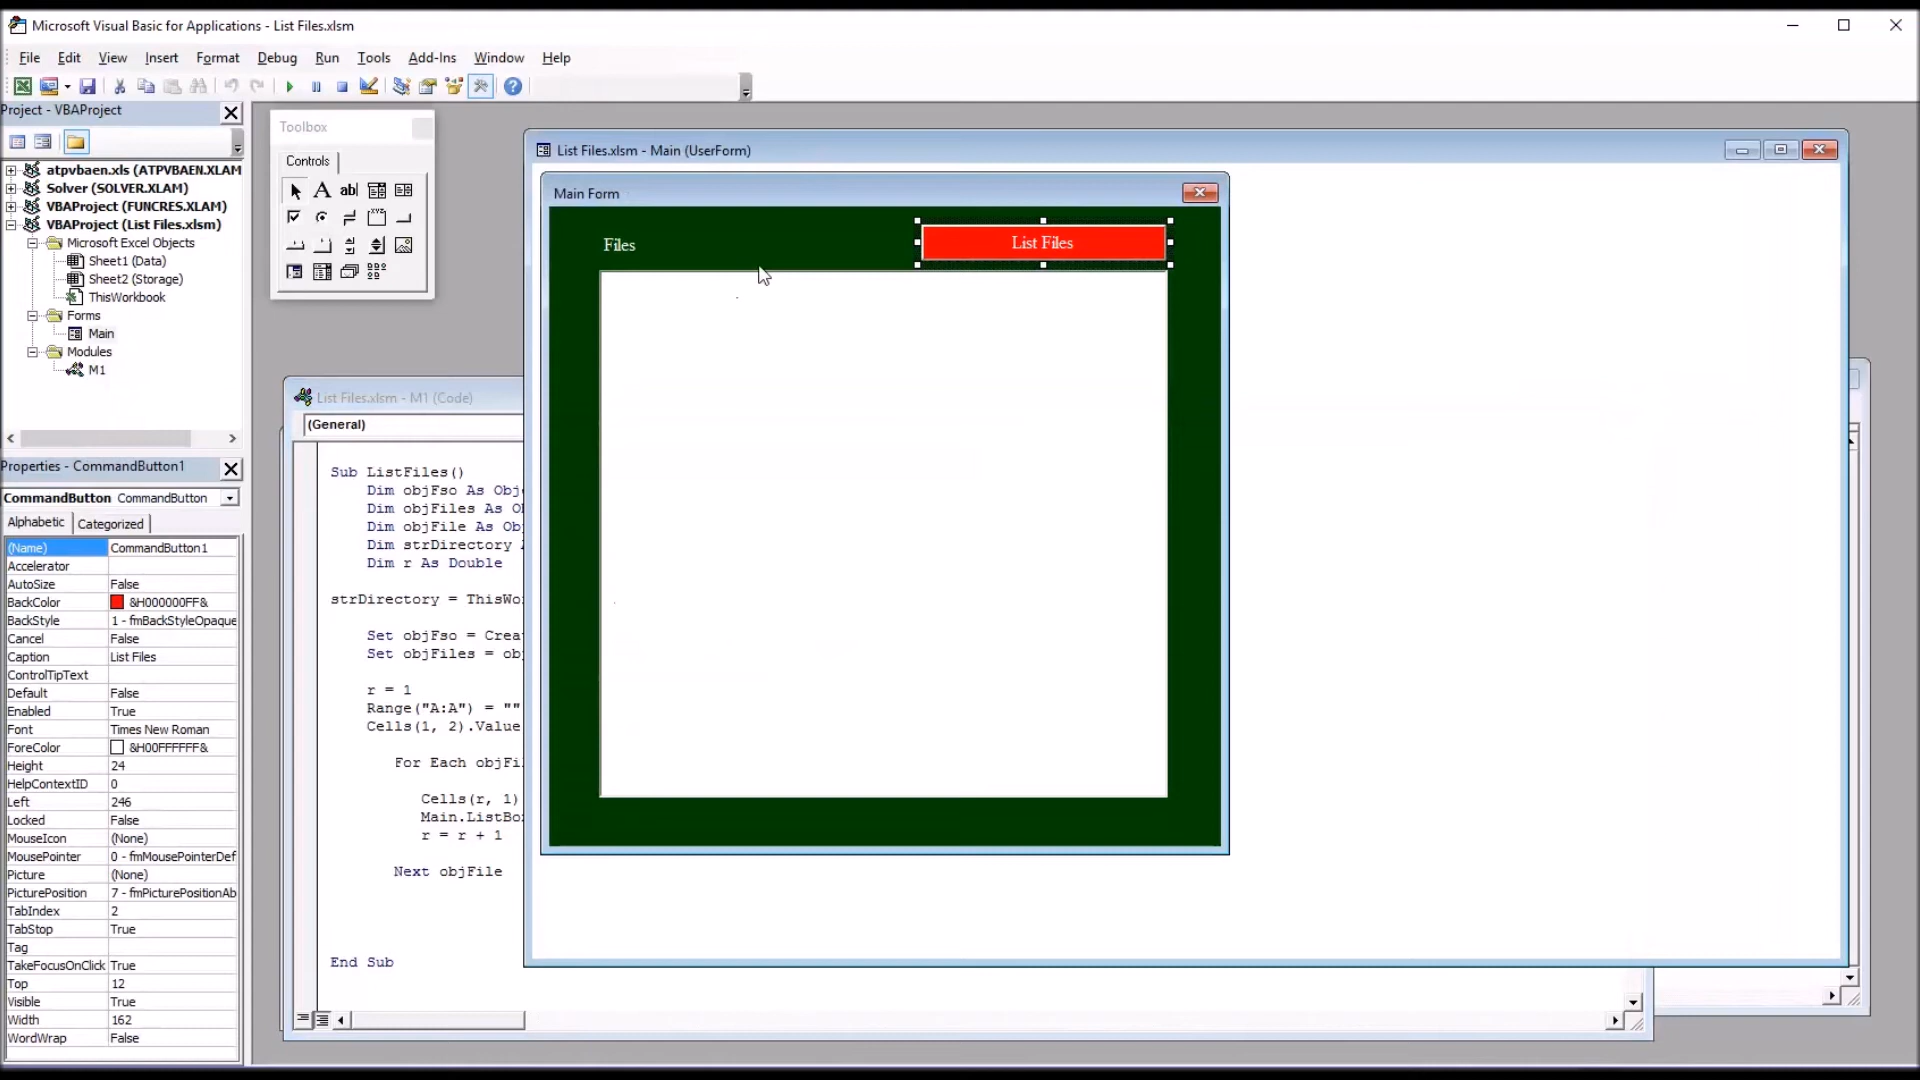 Microsoft Visual Basic for Applications - List Files.xlsm
File Edit View Insert Format Debug Run Tools Add-Ins Window Help
Project - VBAProject
atpvbaen.xls (ATPVBAEN.XLAM
Solver (SOLVER.XLAM)
VBAProject (FUNCRES.XLAM)
VBAProject (List Files.xlsm)
Microsoft Excel Objects
Sheet1 (Data)
Sheet2 (Storage)
ThisWorkbook
Forms
Main
Modules
M1
Properties - CommandButton1
CommandButton CommandButton
Alphabetic Categorized
(Name) CommandButton1
Accelerator
AutoSize False
BackColor &H000000FF&
BackStyle 1 - fmBackStyleOpaque
Cancel False
Caption List Files
ControlTipText
Default False
Enabled True
Font Times New Roman
ForeColor &H00FFFFFF&
Height 24
HelpContextID 0
Left 246
Locked False
MouseIcon (None)
MousePointer 0 - fmMousePointerDef
Picture (None)
PicturePosition 7 - fmPicturePositionAb
TabIndex 2
TabStop True
Tag
TakeFocusOnClick True
Top 12
Visible True
Width 162
WordWrap False
Toolbox
Controls
A abl
List Files.xlsm - M1 (Code)
(General)
Sub ListFiles()
Dim objFso As Obje
Dim objFiles As Ob
Dim objFile As Obj
Dim strDirectory A
Dim r As Double
strDirectory = ThisWo
Set objFso = Crea
Set objFiles = obj
r = 1
Range("A:A") = ""
Cells(1, 2).Value
For Each objFi
Cells(r, 1)
Main.ListBo
r = r + 1
Next objFile
End Sub
List Files.xlsm - Main (UserForm)
Main Form
Files
List Files